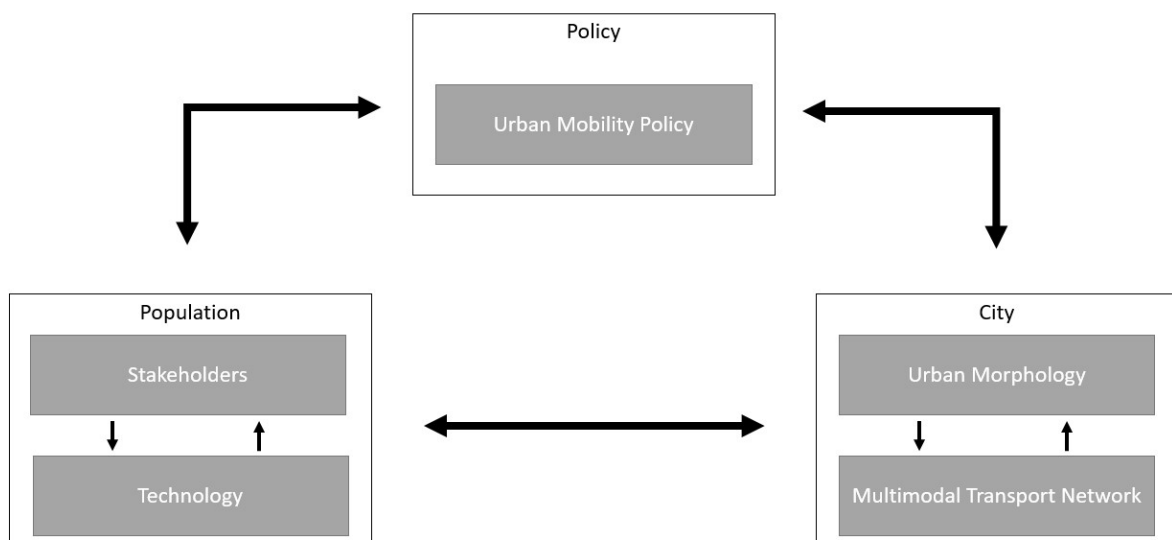 Policy
Urban Mobility Policy
Population
Stakeholders
Technology
City
Urban Morphology
Multimodal Transport Network